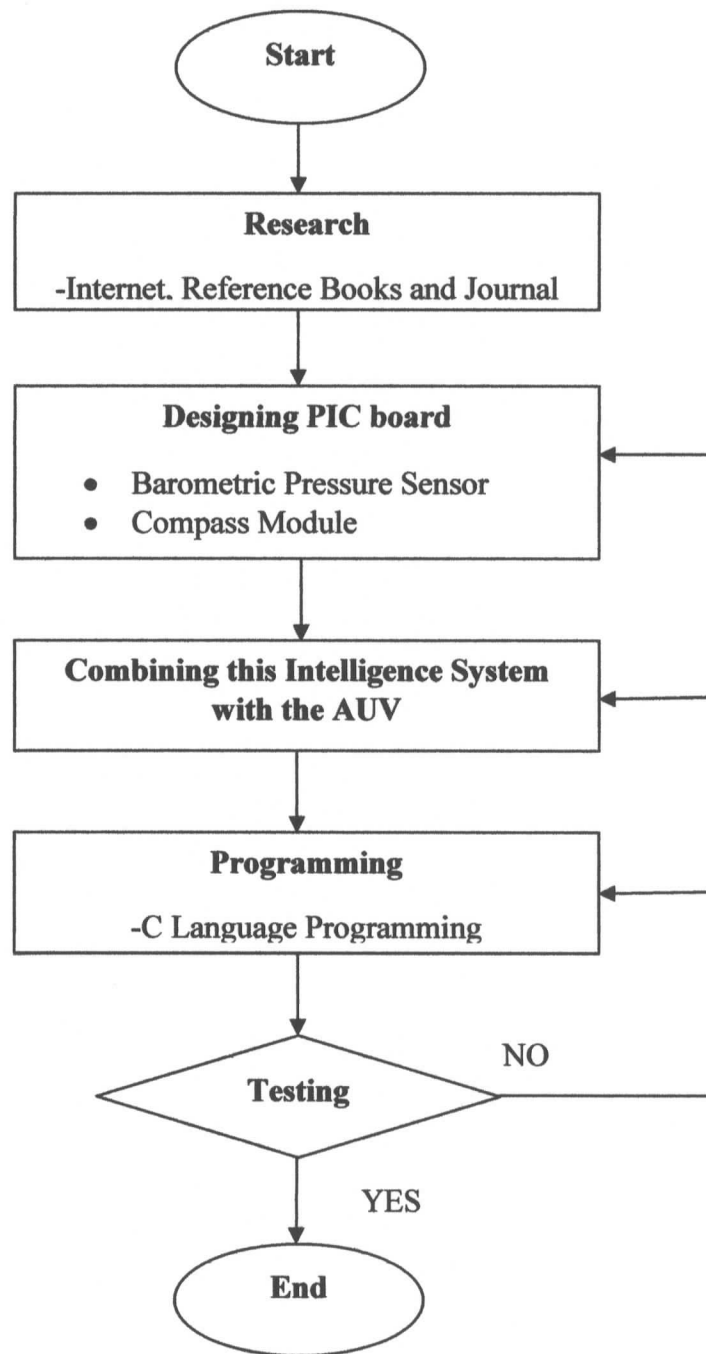 Start
Research
-Internet. Reference Books and Journal
Designing PIC board
• Barometric Pressure Sensor
• Compass Module
Combining this Intelligence System
with the AUV
Programming
-C Language Programming
Testing
NO
YES
End